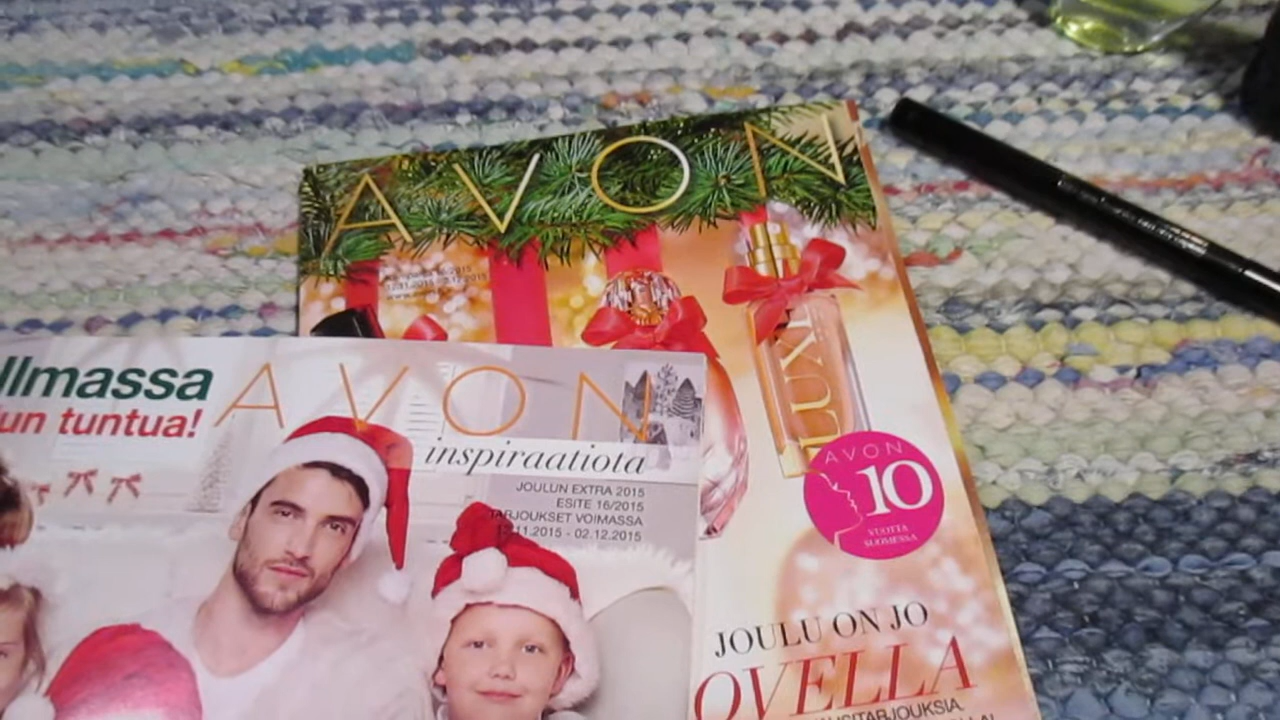 AVON
LUXE
AVON
10
VUOTTA
SUOMESSA
JOULU ON JO
OVELLA
AVON
inspiraatiota
JOULUN EXTRA 2015
ESITE 16/2015
TARJOUKSET VOIMASSA
11.2015 - 02.12.2015
llmassa
un tuntua!